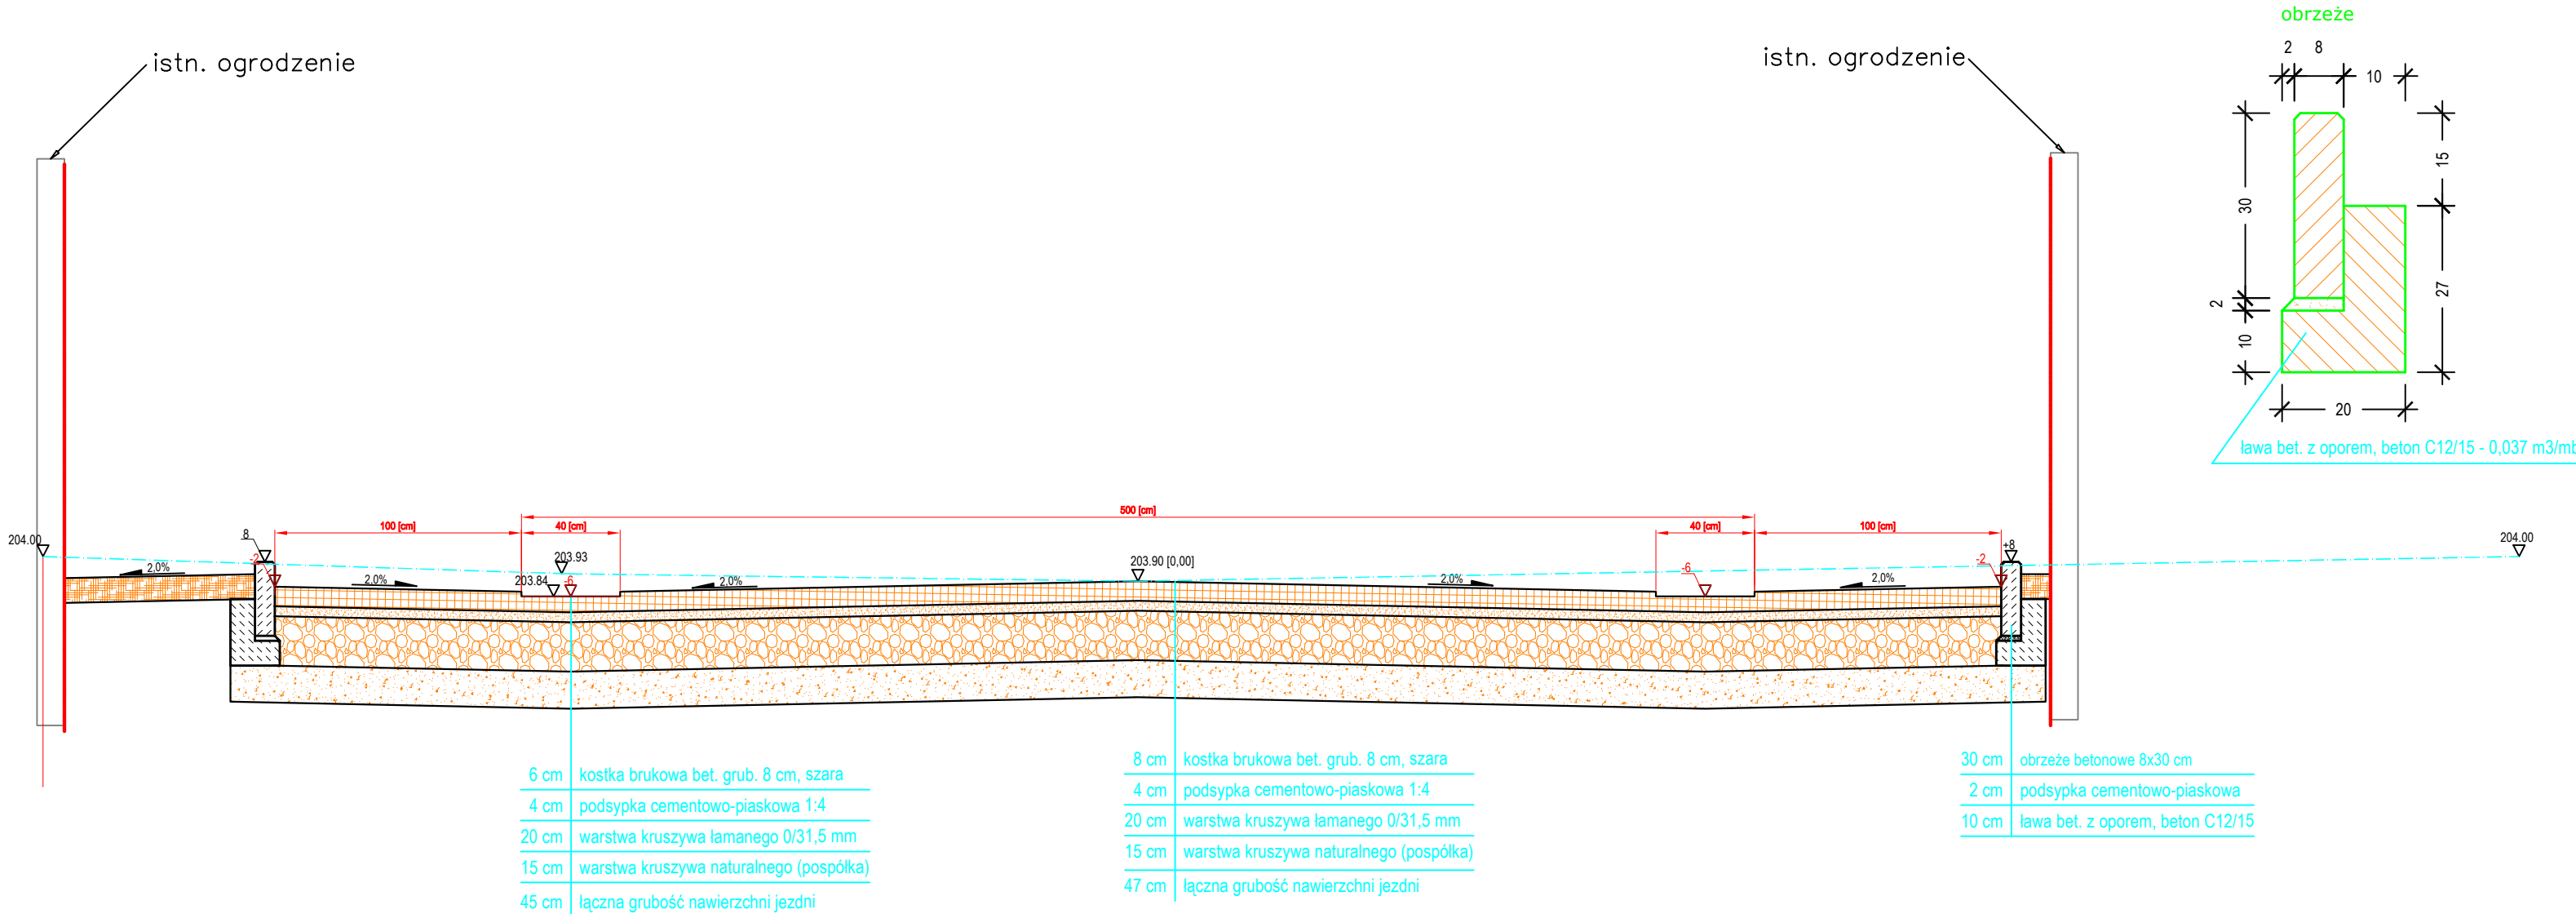 obrzeże
istn. ogrodzenie
istn. ogrodzenie
2 8
10
30
15
2
27
10
20
ława bet. z oporem, beton C12/15 - 0,037 m3/mb
500 [cm]
100 [cm]
40 [cm]
40 [cm]
100 [cm]
204.00
8
-2
203.93
203.90 [0,00]
+8
-2
204.00
2,0%
2,0%
203.84
-6
2,0%
2,0%
-6
2,0%
6 cm kostka brukowa bet. grub. 8 cm, szara
4 cm podsypka cementowo-piaskowa 1:4
20 cm warstwa kruszywa łamanego 0/31,5 mm
15 cm warstwa kruszywa naturalnego (pospółka)
45 cm łączna grubość nawierzchni jezdni
8 cm kostka brukowa bet. grub. 8 cm, szara
4 cm podsypka cementowo-piaskowa 1:4
20 cm warstwa kruszywa łamanego 0/31,5 mm
15 cm warstwa kruszywa naturalnego (pospółka)
47 cm łączna grubość nawierzchni jezdni
30 cm obrzeże betonowe 8x30 cm
2 cm podsypka cementowo-piaskowa
10 cm ława bet. z oporem, beton C12/15